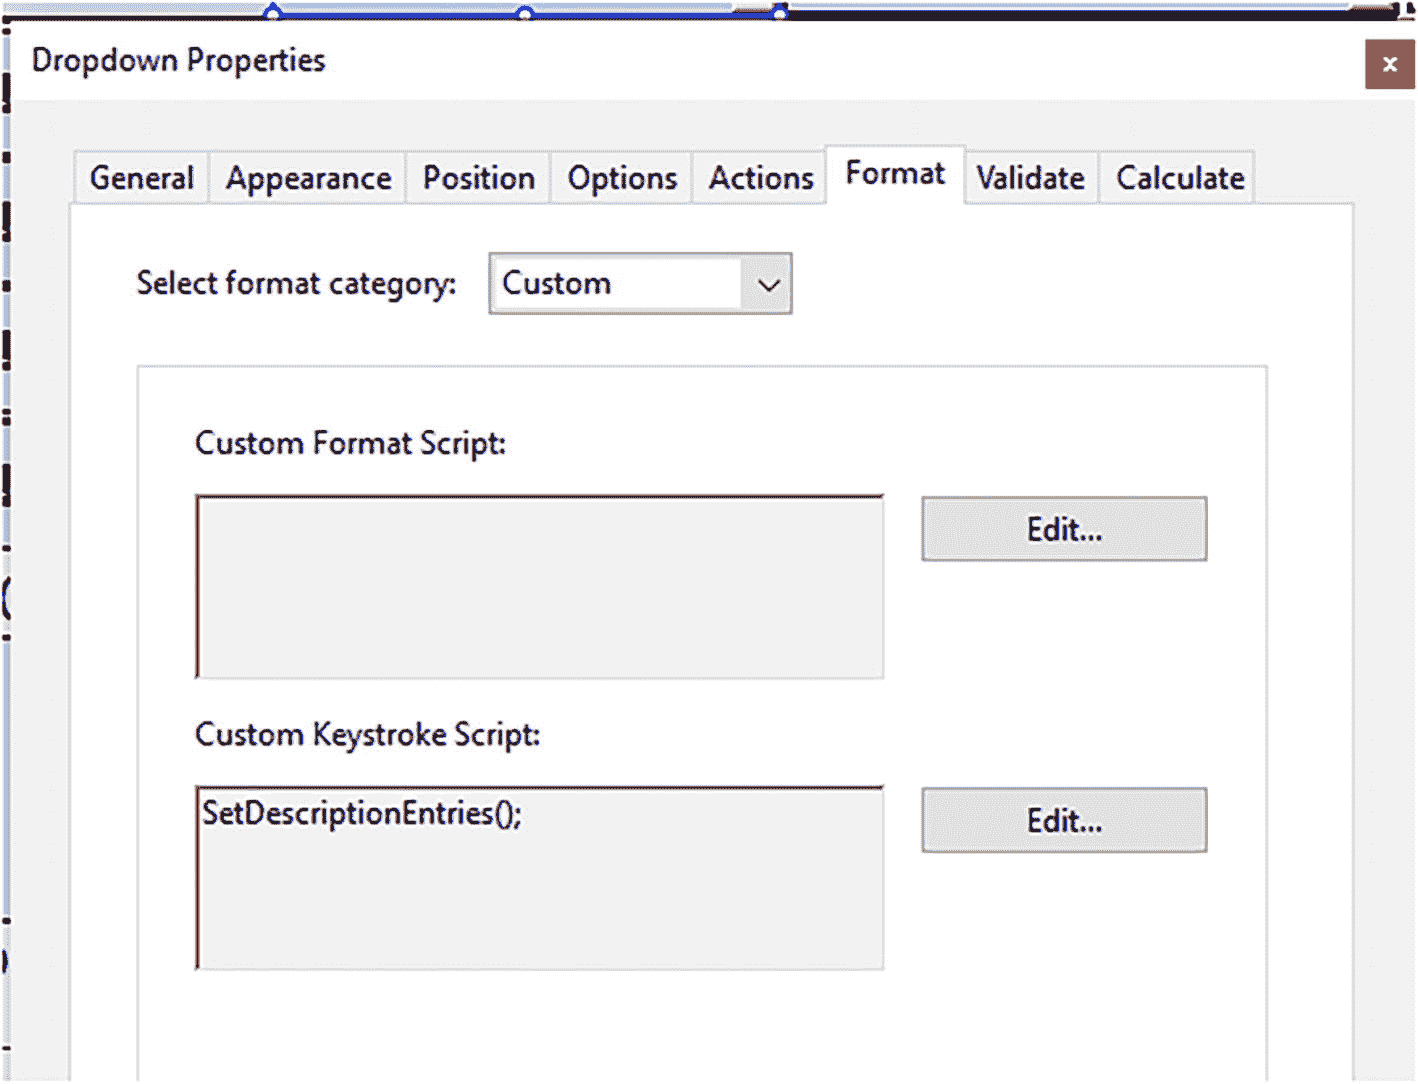 Dropdown Properties
General Appearance Position Options Actions Format Validate Calculate
Select format category: Custom
Custom Format Script:
Edit...
Custom Keystroke Script:
SetDescriptionEntries();
Edit...